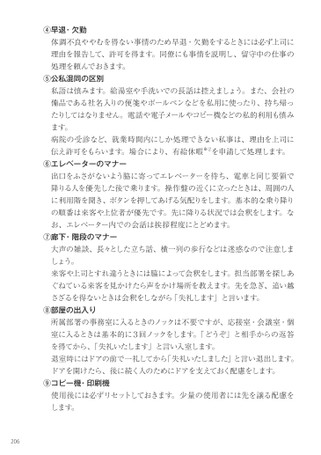 ④早退・欠勤
体調不良ややむを得ない事情のため早退・欠勤をするときには必ず上司に
理由を報告して、許可を得ます。同僚にも事情を説明し、留守中の仕事の
処理を頼んでおきます。
⑤公私混同の区別
私語は慎みます。給湯室や手洗いでの長話は控えましょう。また、会社の
備品である社名入りの便箋やボールペンなどを私用に使ったり、持ち帰っ
たりしてはなりません。電話や電子メールやコピー機などの私的利用も慎み
ます。
病院の受診など、就業時間内にしか処理できない私事は、理由を上司に
伝え許可をもらいます。場合により、有給休暇
を申請して処理します。
⑥エレベーターのマナー
出口をふさがないよう脇に寄ってエレベーターを待ち、電車と同じ要領で
降りる人を優先した後で乗ります。操作盤の近くに立ったときは、周囲の人
に利用階を聞き、ボタンを押してあげる気配りをします。基本的な乗り降り
の順番は来客や上位者が優先です。先に降りる状況では会釈をします。な
お、エレベーター内での会話は挨拶程度にとどめます。
⑦廊下・階段のマナー
大声の雑談、長々とした立ち話、横一列の歩行などは迷惑なので注意しま
しょう。
来客や上司とすれ違うときには脇によって会釈をします。担当部署を探しあ
ぐねている来客を見かけたら声をかけ場所を教えます。先を急ぎ、追い越
さざるを得ないときは会釈をしながら「失礼します」と言います。
⑧部屋の出入り
所属部署の事務室に入るときのノックは不要ですが、応接室・会議室・個
室に入るときは基本的に3回ノックをします。「どうぞ」と相手からの返答
を得てから、「失礼いたします」と言い入室します。
退室時にはドアの前で一礼してから「失礼いたしました」と言い退出します。
ドアを開けたら、後に続く人のためにドアを支えておく配慮をします。
⑨コピー機・印刷機
使用後には必ずリセットしておきます。少量の使用者には先を譲る配慮を
します。
206